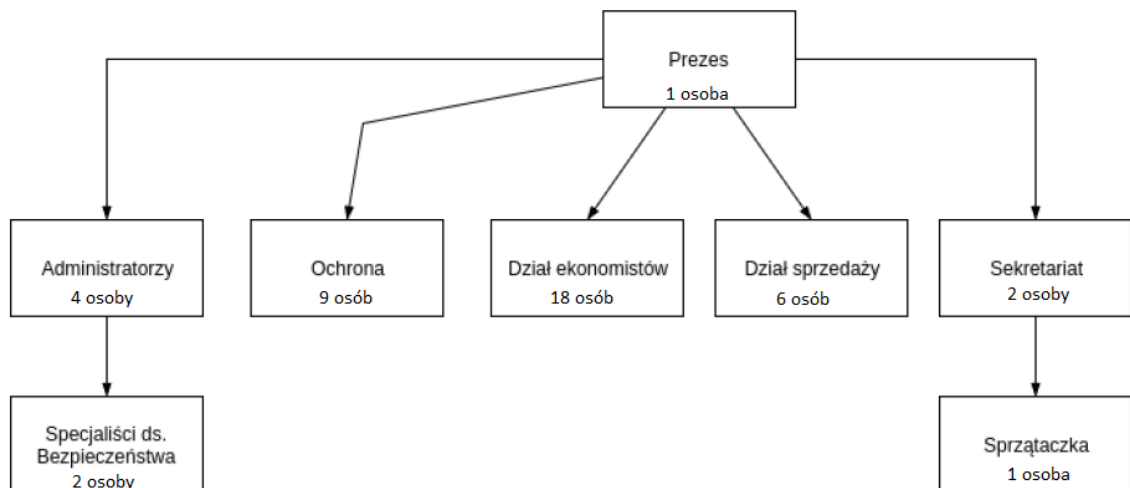 Prezes
1 osoba
Administratorzy
4 osoby
Ochrona
9 osób
Dział ekonomistów
18 osób
Dział sprzedaży
6 osób
Sekretariat
2 osoby
Specjaliści ds.
Bezpieczeństwa
2 osoby
Sprzątaczka
1 osoba